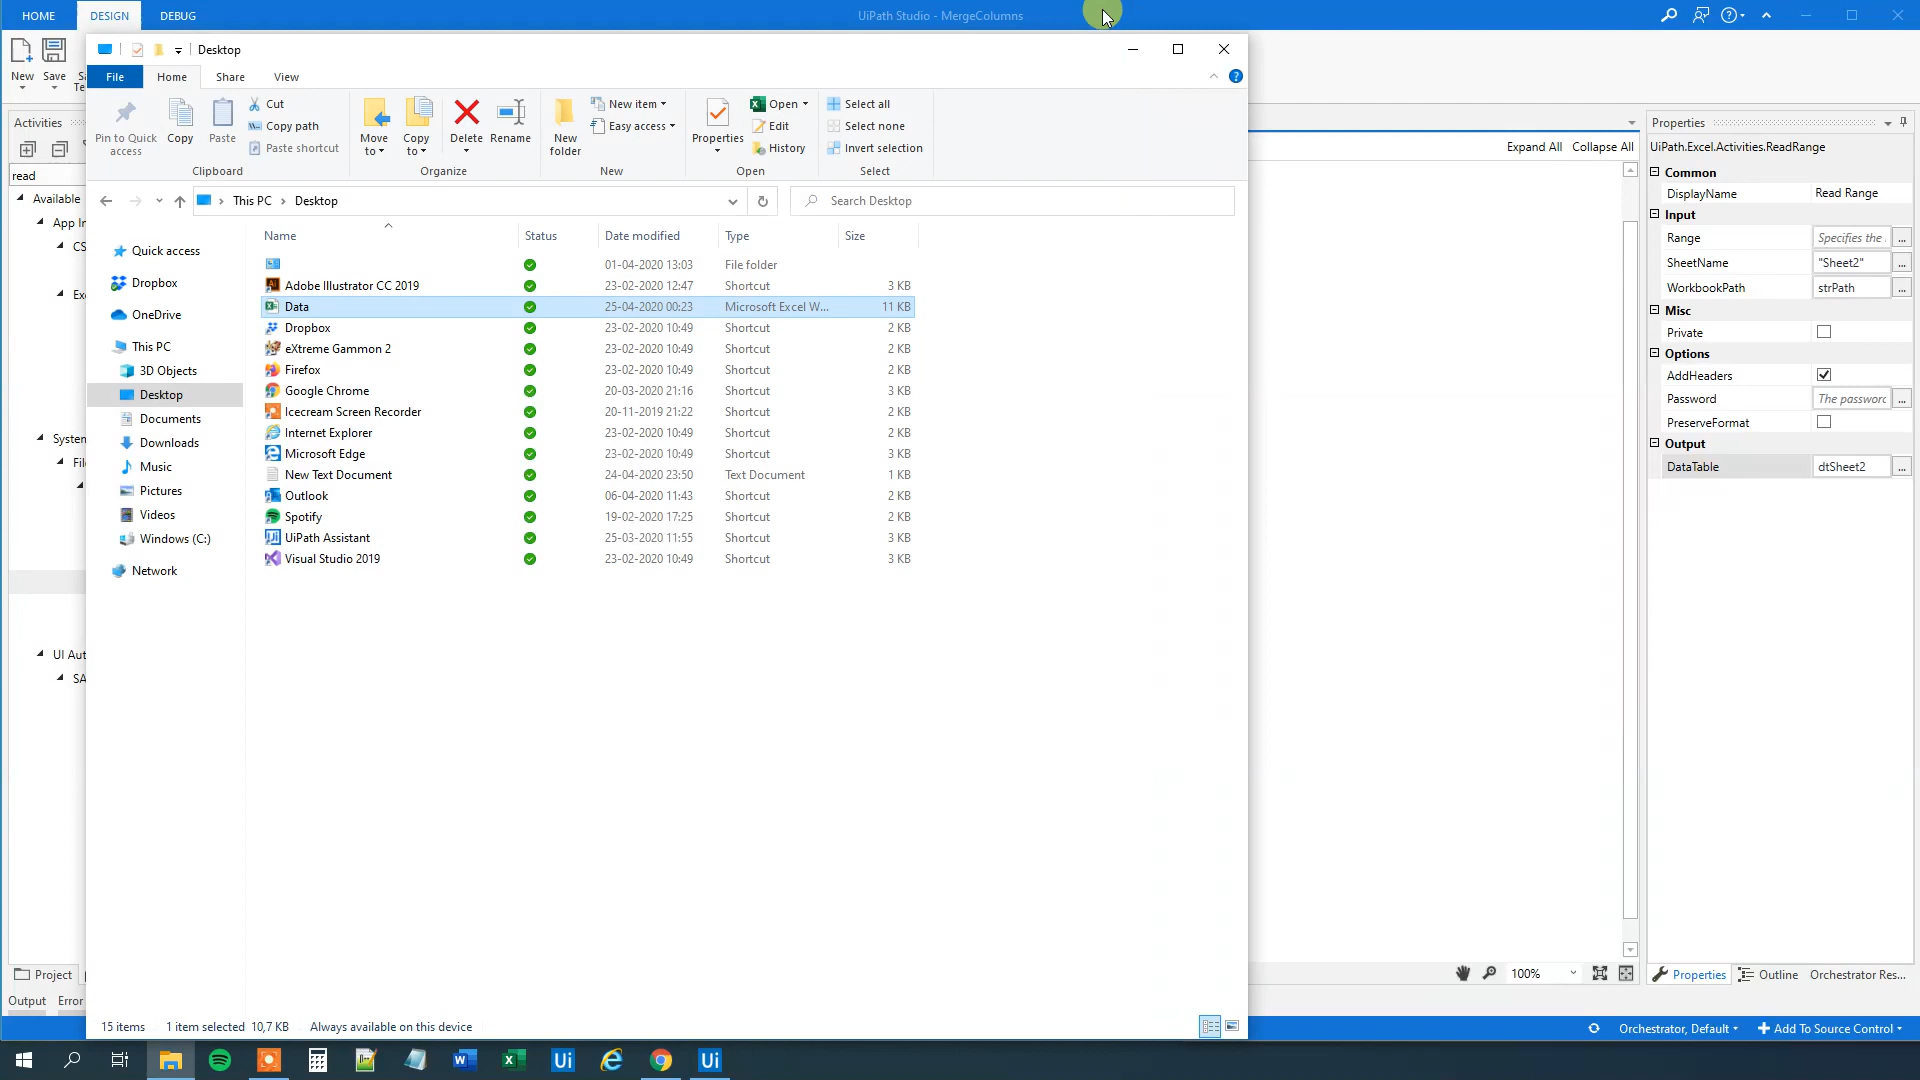 HOME DESIGN DEBUG UiPath Studio - MergeColumns
Desktop
File Home Share View
New Save
Pin to Quick access
Copy
Paste
Cut
Copy path
Paste shortcut
Clipboard
Move to
Copy to
Delete
Rename
Organize
New folder
New item
Easy access
New
Properties
Open
Edit
History
Open
Select all
Select none
Invert selection
Select
This PC > Desktop
Search Desktop
Activities
read
Available
App In
CS
Exc
System
File
UI Aut
SA
Project
Output Error
Quick access
Dropbox
OneDrive
This PC
3D Objects
Desktop
Documents
Downloads
Music
Pictures
Videos
Windows (C:)
Network
Name Status Date modified Type Size
01-04-2020 13:03 File folder
Adobe Illustrator CC 2019 23-02-2020 12:47 Shortcut 3 KB
Data 25-04-2020 00:23 Microsoft Excel W... 11 KB
Dropbox 23-02-2020 10:49 Shortcut 2 KB
eXtreme Gammon 2 23-02-2020 10:49 Shortcut 2 KB
Firefox 23-02-2020 10:49 Shortcut 2 KB
Google Chrome 20-03-2020 21:16 Shortcut 3 KB
Icecream Screen Recorder 20-11-2019 21:22 Shortcut 2 KB
Internet Explorer 23-02-2020 10:49 Shortcut 2 KB
Microsoft Edge 23-02-2020 10:49 Shortcut 3 KB
New Text Document 24-04-2020 23:50 Text Document 1 KB
Outlook 06-04-2020 11:43 Shortcut 2 KB
Spotify 19-02-2020 17:25 Shortcut 2 KB
UiPath Assistant 25-03-2020 11:55 Shortcut 3 KB
Visual Studio 2019 23-02-2020 10:49 Shortcut 3 KB
15 items 1 item selected 10,7 KB Always available on this device
Expand All Collapse All
100%
Properties
UiPath.Excel.Activities.ReadRange
Common
DisplayName Read Range
Input
Range Specifies the . ...
SheetName "Sheet2" ...
WorkbookPath strPath ...
Misc
Private
Options
AddHeaders
Password The password ...
PreserveFormat
Output
DataTable dtSheet2 ...
Properties Outline Orchestrator Res...
Orchestrator, Default + Add To Source Control